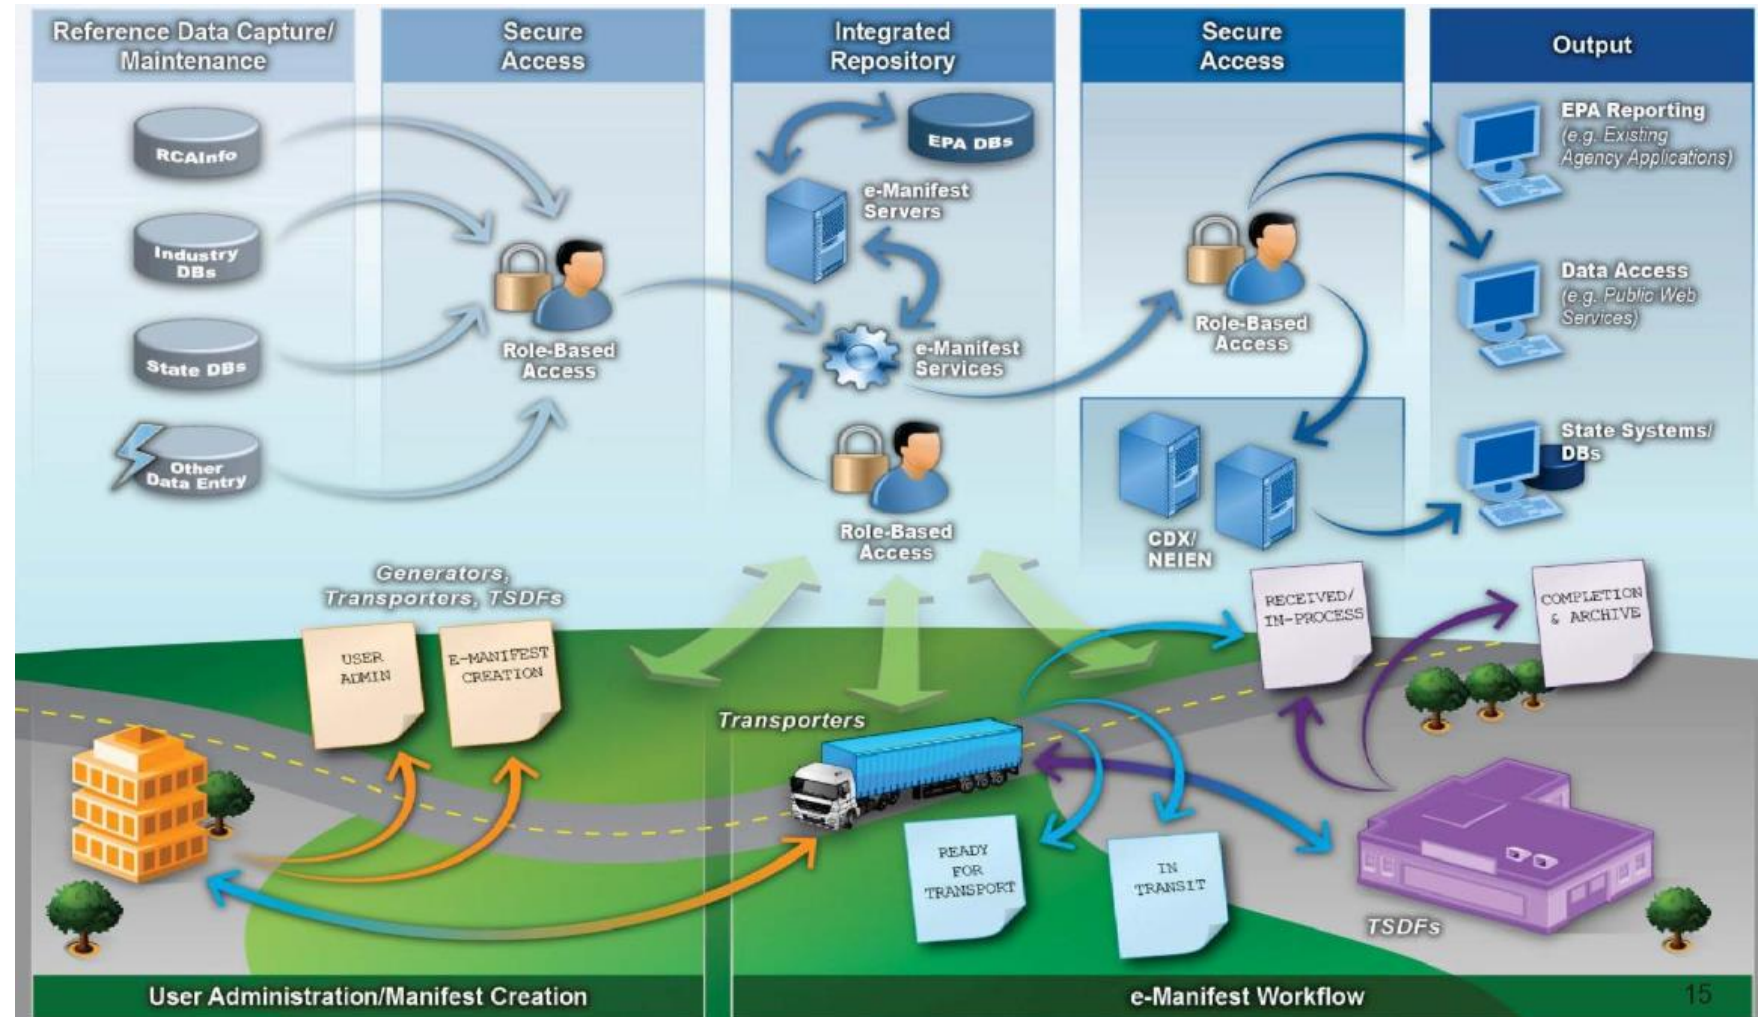 Reference Data Capture/
Maintenance
Secure
Access
Integrated
Repository
Secure
Access
Output
RCAInfo
Industry
DBs
State DBs
Other
Data Entry
Role-Based
Access
EPA DBs
e-Manifest
Servers
e-Manifest
Services
Role-Based
Access
Role-Based
Access
CDX/
NEIEN
EPA Reporting
(e.g. Existing
Agency Applications)
Data Access
(e.g. Public Web
Services)
State Systems/
DBs
Generators,
Transporters, TSDFs
USER
ADMIN
E-MANIFEST
CREATION
Transporters
READY
FOR
TRANSPORT
IN
TRANSIT
RECEIVED/
IN-PROCESS
COMPLETION
& ARCHIVE
TSDFs
User Administration/Manifest Creation
e-Manifest Workflow
15